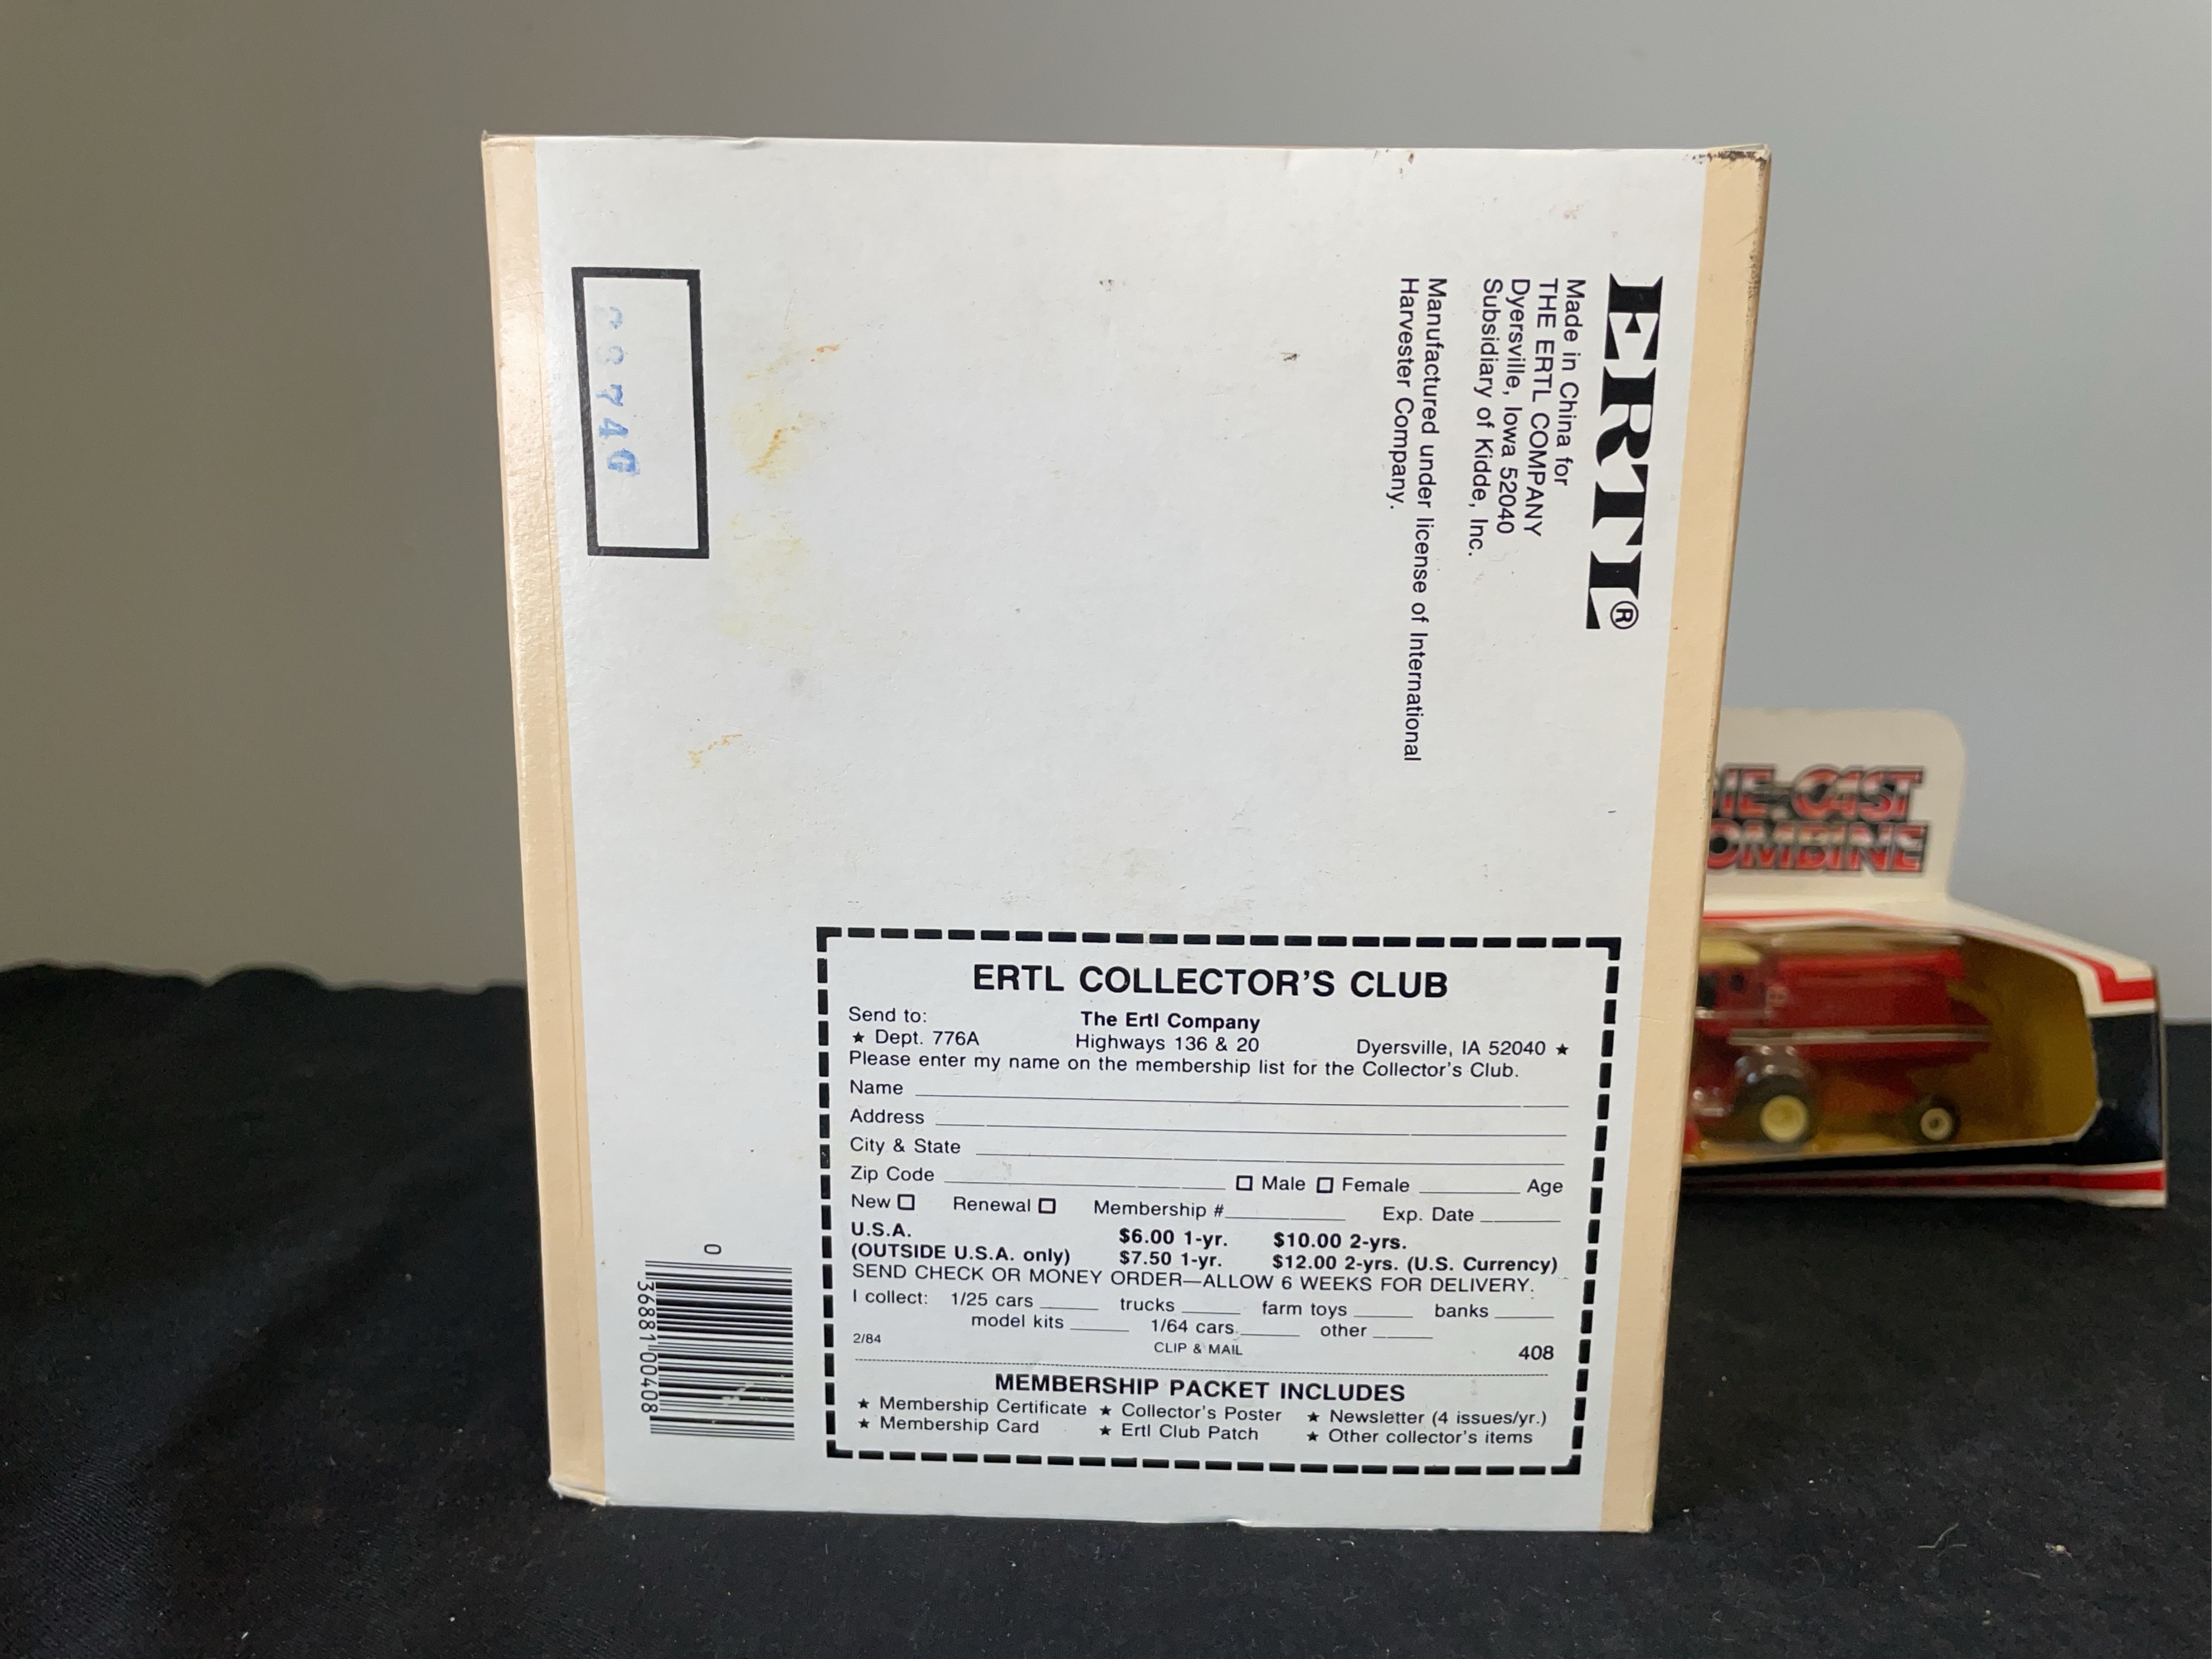 ERTL®
Made in China for
THE ERTL COMPANY
Dyersville, Iowa 52040
Subsidiary of Kidde, Inc.
Manufactured under license of International
Harvester Company.
ERTL COLLECTOR'S CLUB
Send to: The Ertl Company
★ Dept. 776A Highways 136 & 20 Dyersville, IA 52040 ★
Please enter my name on the membership list for the Collector's Club.
Name
Address
City & State
Zip Code □ Male □ Female Age
New □ Renewal □ Membership # Exp. Date
U.S.A. $6.00 1-yr. $10.00 2-yrs.
(OUTSIDE U.S.A. only) $7.50 1-yr. $12.00 2-yrs. (U.S. Currency)
SEND CHECK OR MONEY ORDER—ALLOW 6 WEEKS FOR DELIVERY.
I collect: 1/25 cars trucks farm toys banks
model kits 1/64 cars other
2/84 CLIP & MAIL 408
MEMBERSHIP PACKET INCLUDES
★ Membership Certificate ★ Collector's Poster ★ Newsletter (4 issues/yr.)
★ Membership Card ★ Ertl Club Patch ★ Other collector's items
0 36881 00408